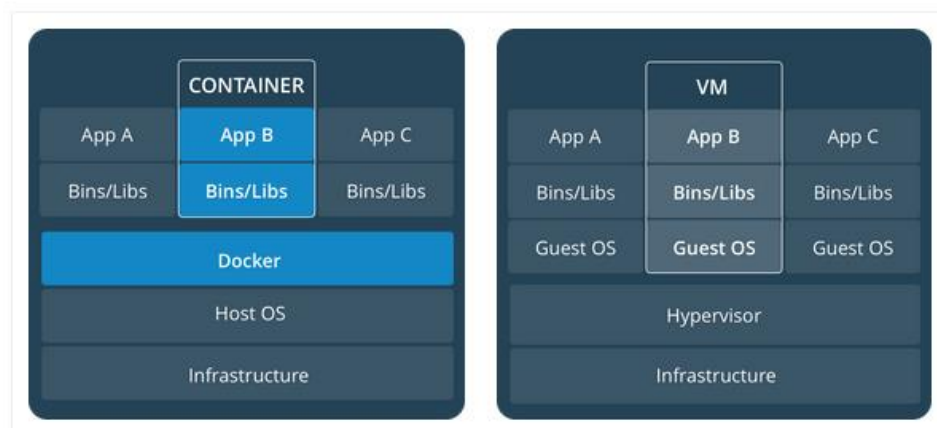 CONTAINER
App A App B App C
Bins/Libs Bins/Libs Bins/Libs
Docker
Host OS
Infrastructure
VM
App A App B App C
Bins/Libs Bins/Libs Bins/Libs
Guest OS Guest OS Guest OS
Hypervisor
Infrastructure